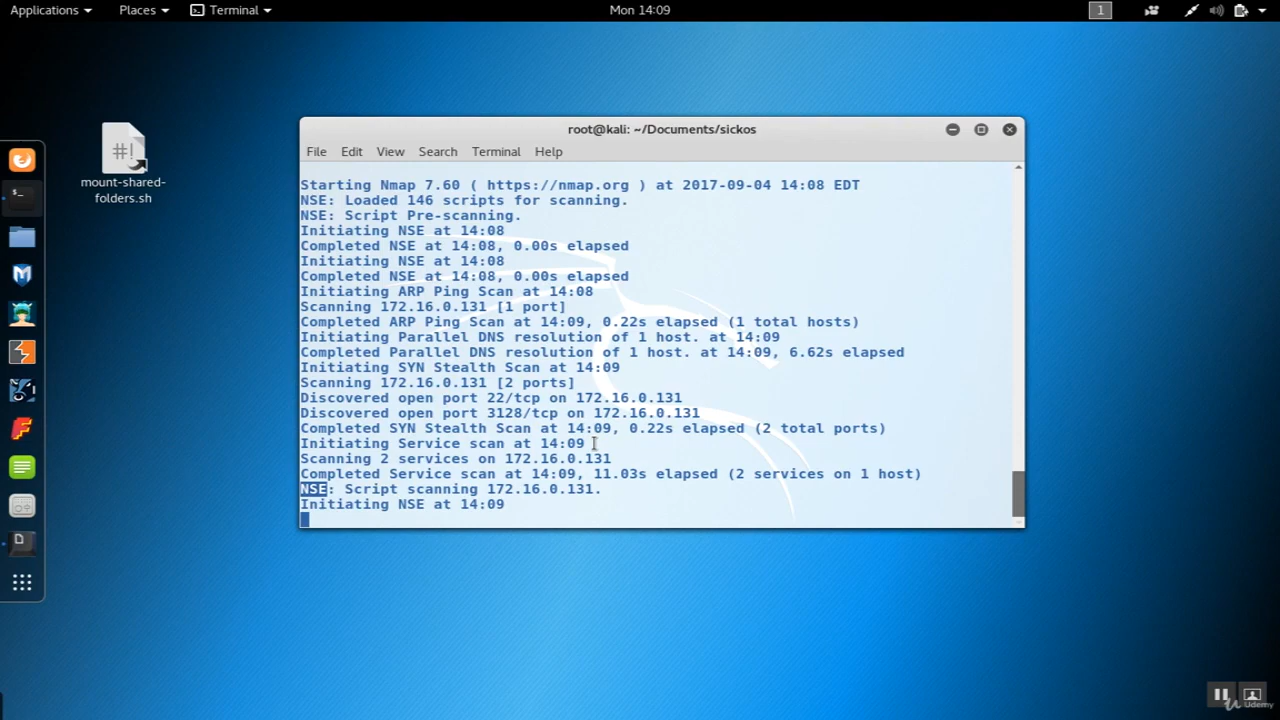 Applications Places Terminal Mon 14:09 1
mount-shared-
folders.sh
root@kali: ~/Documents/sickos
File Edit View Search Terminal Help
Starting Nmap 7.60 ( https://nmap.org ) at 2017-09-04 14:08 EDT
NSE: Loaded 146 scripts for scanning.
NSE: Script Pre-scanning.
Initiating NSE at 14:08
Completed NSE at 14:08, 0.00s elapsed
Initiating NSE at 14:08
Completed NSE at 14:08, 0.00s elapsed
Initiating ARP Ping Scan at 14:08
Scanning 172.16.0.131 [1 port]
Completed ARP Ping Scan at 14:09, 0.22s elapsed (1 total hosts)
Initiating Parallel DNS resolution of 1 host. at 14:09
Completed Parallel DNS resolution of 1 host. at 14:09, 6.62s elapsed
Initiating SYN Stealth Scan at 14:09
Scanning 172.16.0.131 [2 ports]
Discovered open port 22/tcp on 172.16.0.131
Discovered open port 3128/tcp on 172.16.0.131
Completed SYN Stealth Scan at 14:09, 0.22s elapsed (2 total ports)
Initiating Service scan at 14:09
Scanning 2 services on 172.16.0.131
Completed Service scan at 14:09, 11.03s elapsed (2 services on 1 host)
NSE: Script scanning 172.16.0.131.
Initiating NSE at 14:09
Udemy